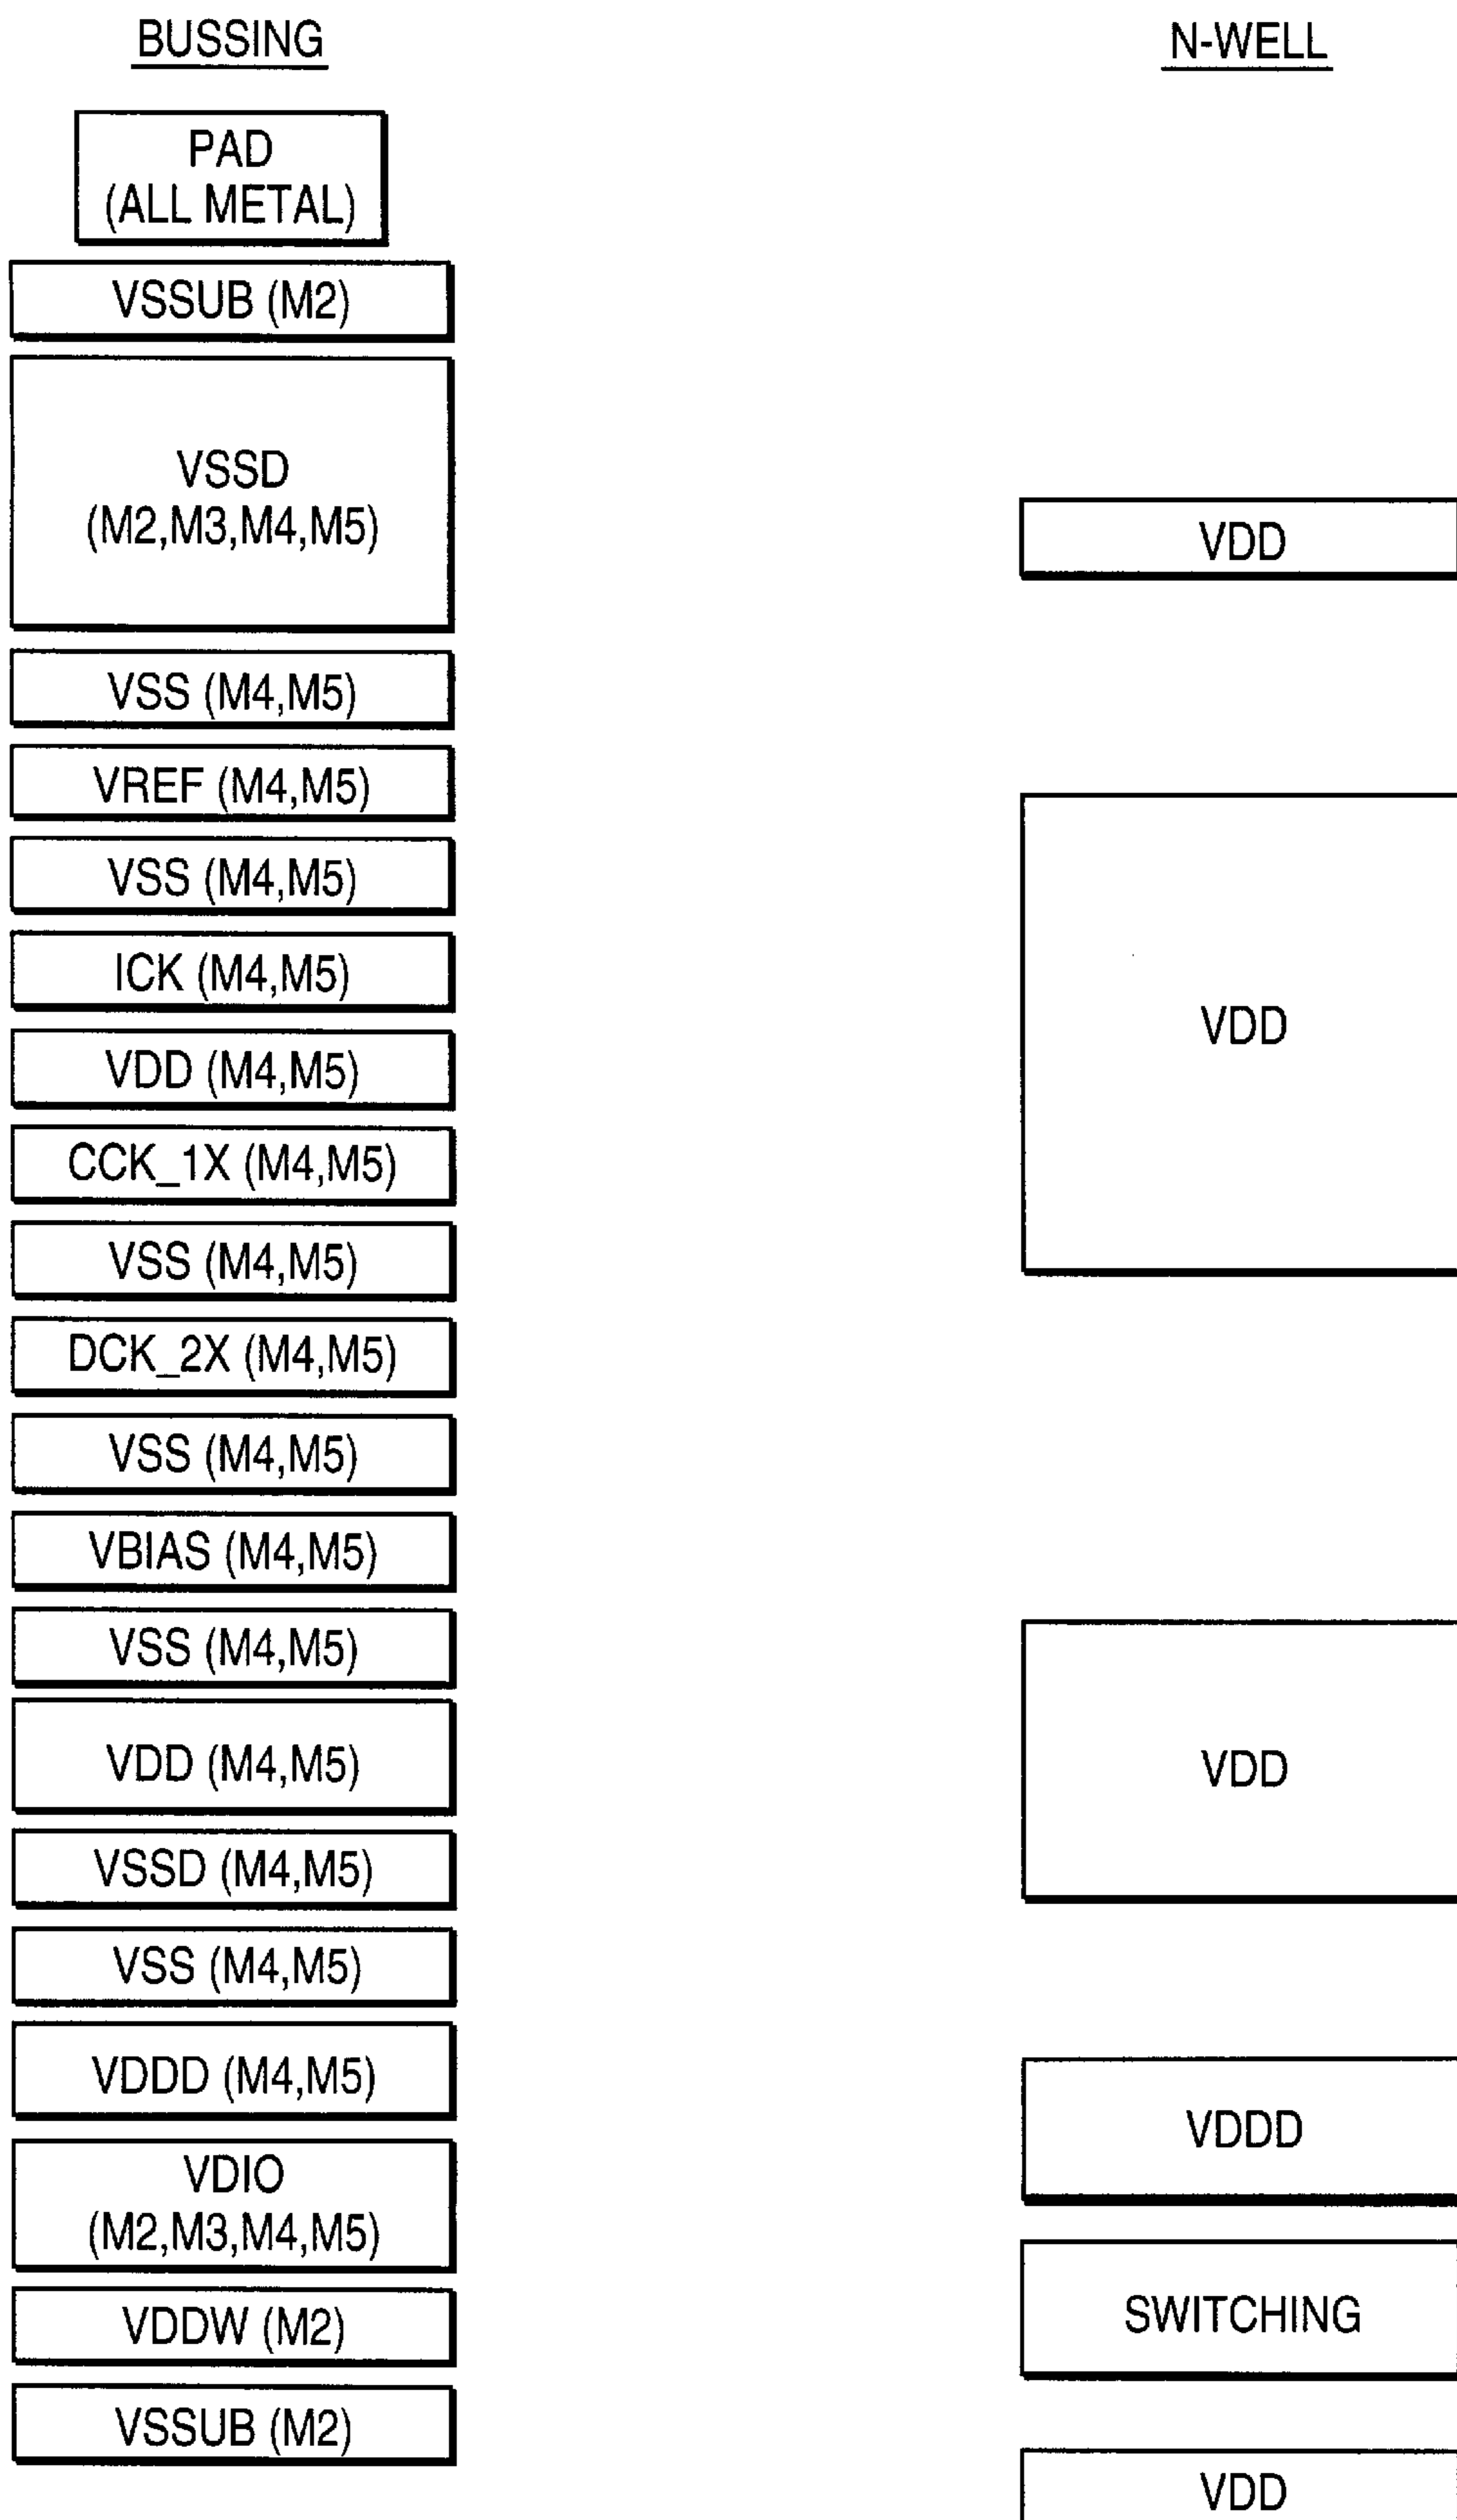 BUSSING
PAD
(ALL METAL)
VSSUB (M2)
VSSD
(M2,M3,M4,M5)
VSS (M4,M5)
VREF (M4,M5)
VSS (M4,M5)
ICK (M4,M5)
VDD (M4,M5)
CCK_1X (M4,M5)
VSS (M4,M5)
DCK_2X (M4,M5)
VSS (M4,M5)
VBIAS (M4,M5)
VSS (M4,M5)
VDD (M4,M5)
VSSD (M4,M5)
VSS (M4,M5)
VDDD (M4,M5)
VDIO
(M2,M3,M4,M5)
VDDW (M2)
VSSUB (M2)
N-WELL
VDD
VDD
VDD
VDDD
SWITCHING
VDD